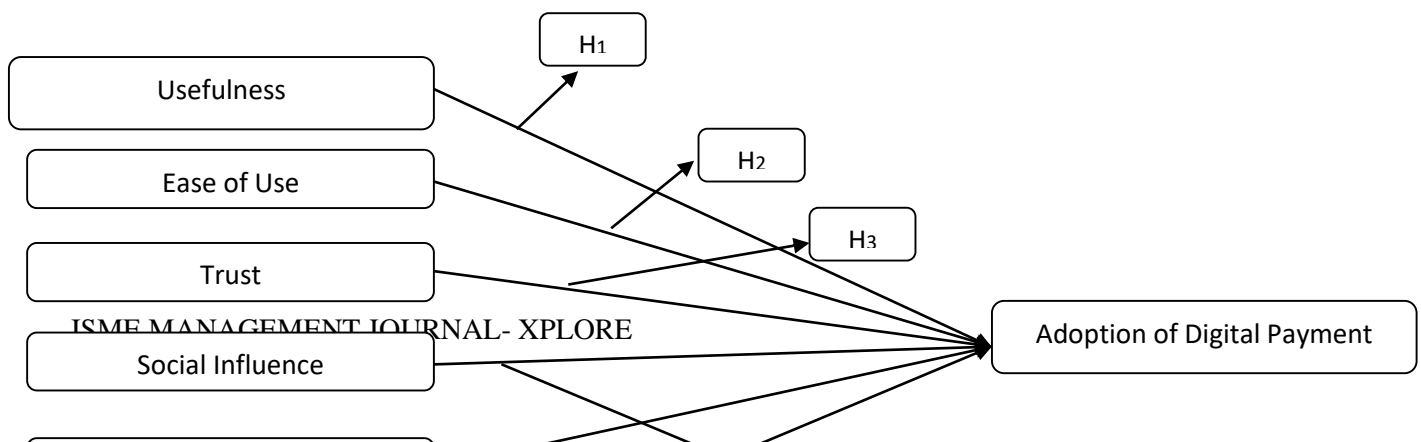 H1
Usefulness
H2
Ease of Use
H3
Trust
ISME MANAGEMENT JOURNAL- XPLORE
Adoption of Digital Payment
Social Influence